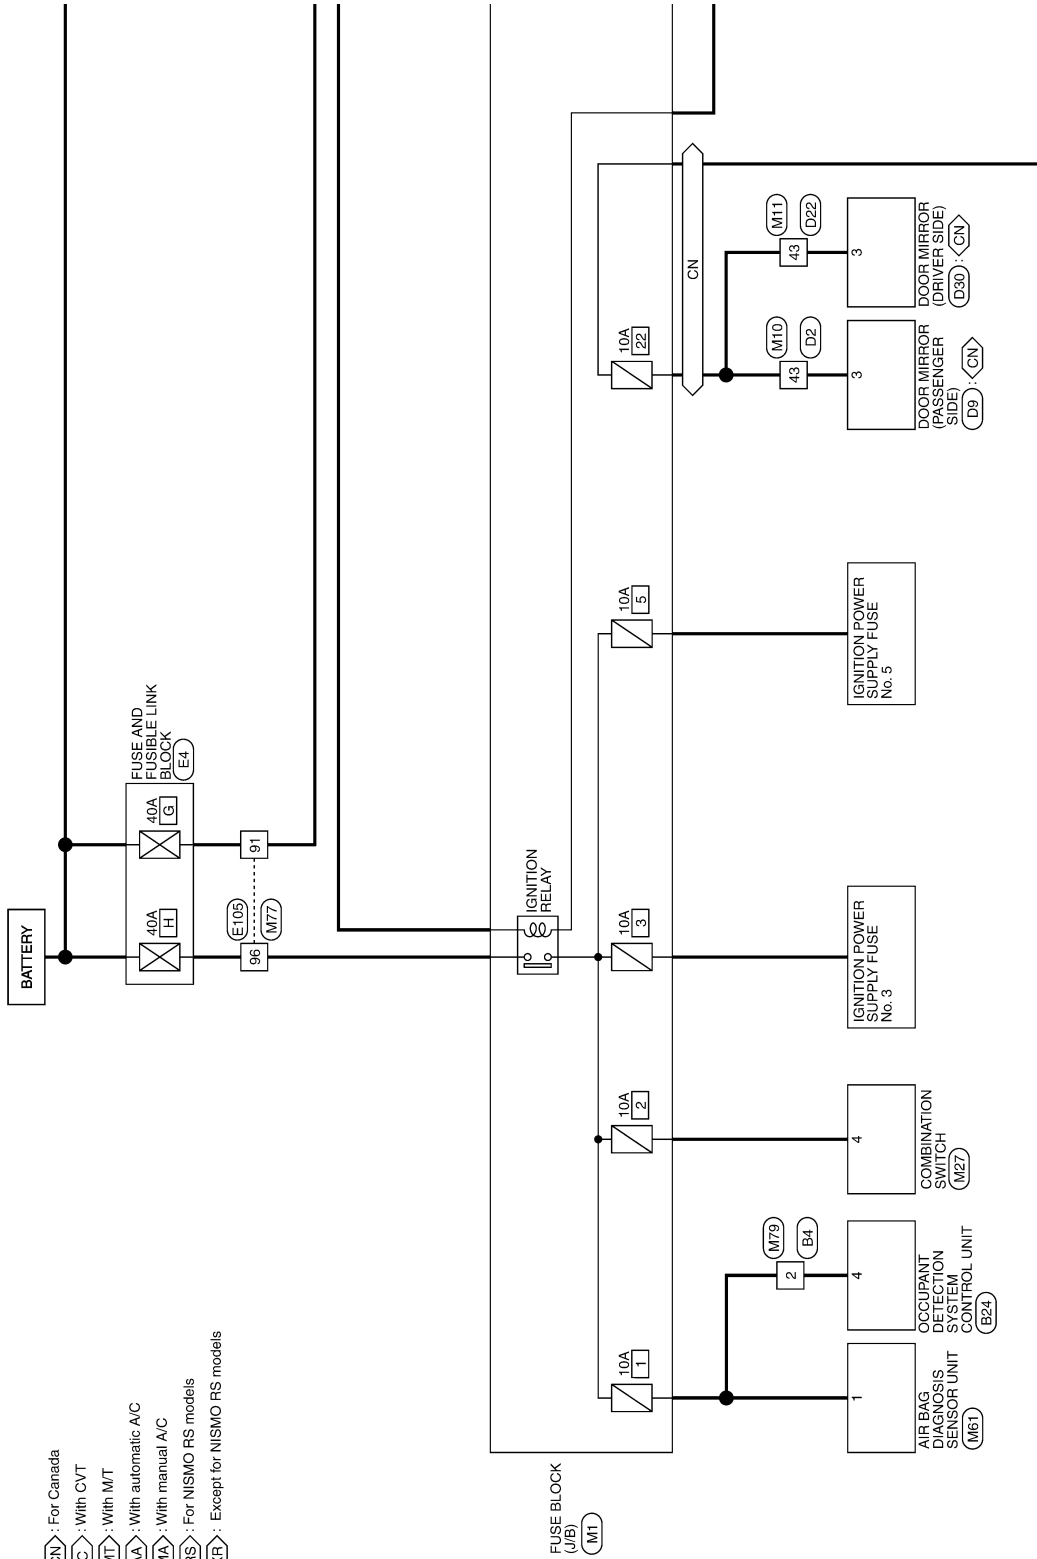 BATTERY
FUSE AND
FUSIBLE LINK
BLOCK
E4
40A
H
40A
G
96
91
E105
M77
IGNITION
RELAY
FUSE BLOCK
(J/B)
M1
10A
1
10A
2
10A
3
10A
5
10A
22
CN
M79
2
B4
M10
43
D2
M11
43
D22
1
AIR BAG
DIAGNOSIS
SENSOR UNIT
M61
4
OCCUPANT
DETECTION
SYSTEM
CONTROL UNIT
B24
4
COMBINATION
SWITCH
M27
IGNITION POWER
SUPPLY FUSE
No. 3
IGNITION POWER
SUPPLY FUSE
No. 5
3
DOOR MIRROR
(PASSENGER
SIDE)
D9 : CN
3
DOOR MIRROR
(DRIVER SIDE)
D30 : CN
: For Canada
: With CVT
: With M/T
: With automatic A/C
: With manual A/C
: For NISMO RS models
: Except for NISMO RS models